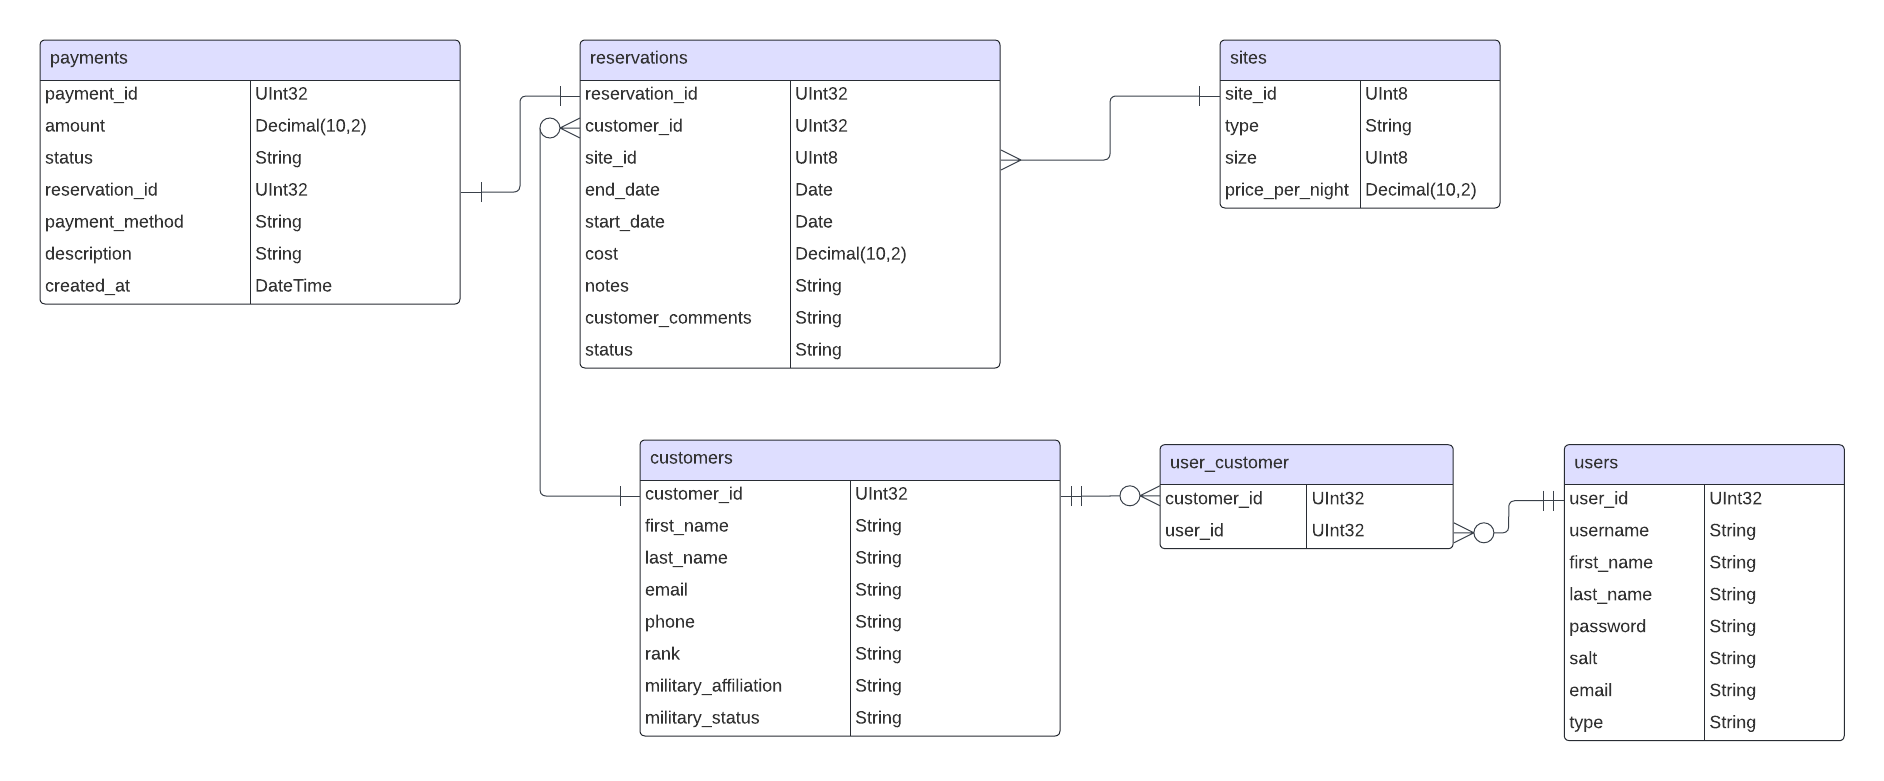 payments
payment_id UInt32
amount Decimal(10,2)
status String
reservation_id UInt32
payment_method String
description String
created_at DateTime
reservations
reservation_id UInt32
customer_id UInt32
site_id UInt8
end_date Date
start_date Date
cost Decimal(10,2)
notes String
customer_comments String
status String
sites
site_id UInt8
type String
size UInt8
price_per_night Decimal(10,2)
customers
customer_id UInt32
first_name String
last_name String
email String
phone String
rank String
military_affiliation String
military_status String
user_customer
customer_id UInt32
user_id UInt32
users
user_id UInt32
username String
first_name String
last_name String
password String
salt String
email String
type String